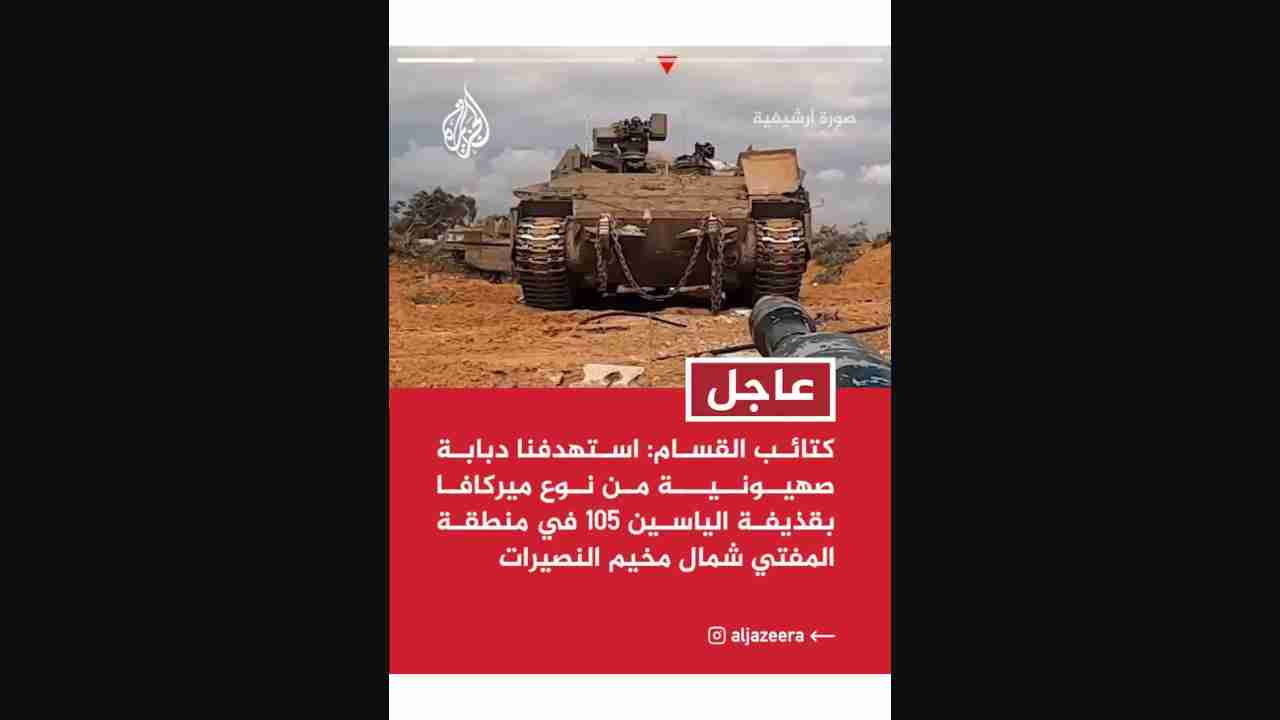 الجزيرة
صورة أرشيفية
عاجل
كتائب القسام: استهدفنا دبابة
صهيونية من نوع ميركافا
بقذيفة الياسين 105 في منطقة
المفتي شمال مخيم النصيرات
aljazeera